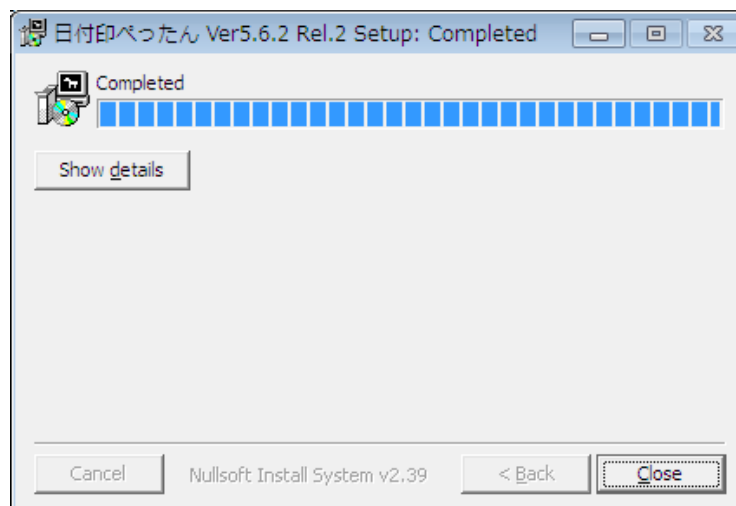 日付印ぺったん Ver5.6.2 Rel.2 Setup: Completed
Completed
Show details
Cancel
Nullsoft Install System v2.39
< Back
Close